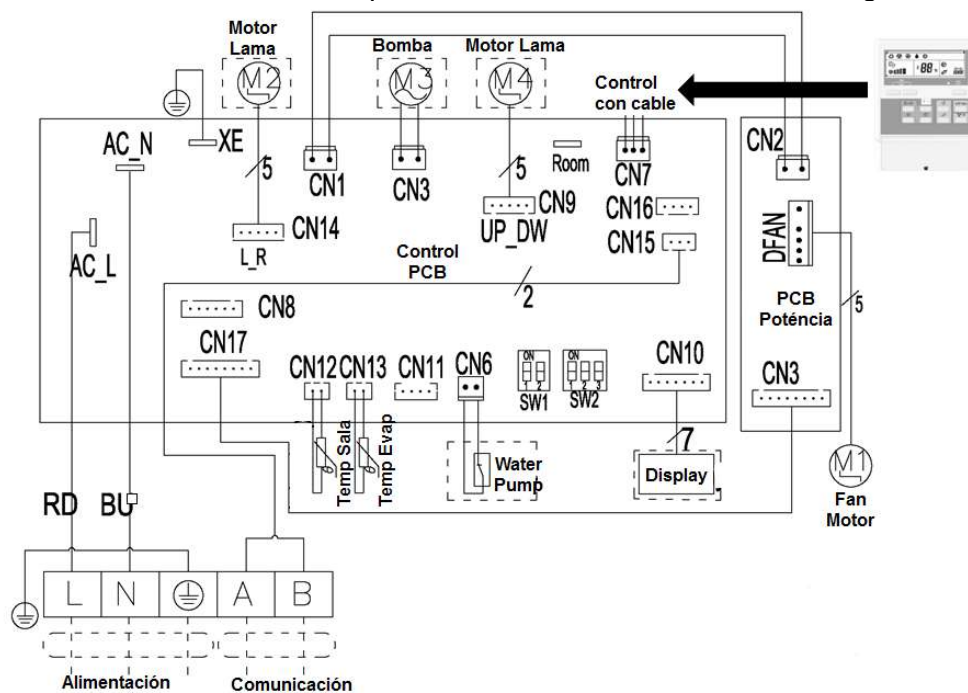 Motor
Lama
Bomba
Motor Lama
M2
M3
M4
Control
con cable
88
AC_N
XE
5
CN1
CN3
5
Room
CN7
CN2
CN14
L_R
CN9
UP_DW
CN16
CN15
DFAN
AC_L
Control
PCB
2
PCB
Poténcia
5
CN8
CN17
CN12
CN13
CN11
CN6
ON
1 2
SW1
ON
1 2 3
SW2
CN10
CN3
Temp Sala
Temp Evap
Water
Pump
7
Display
M1
Fan
Motor
RD
BU
L
N
A
B
Alimentación
Comunicación